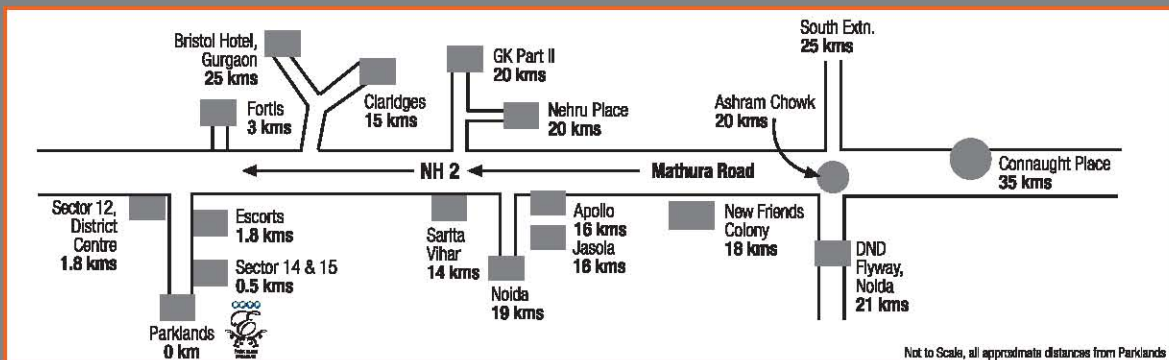 Bristol Hotel,
Gurgaon
25 kms
Fortis
3 kms
Claridges
15 kms
GK Part II
20 kms
Nehru Place
20 kms
South Extn.
25 kms
Ashram Chowk
20 kms
Connaught Place
35 kms
NH 2
Mathura Road
Sector 12,
District
Centre
1.8 kms
Escorts
1.8 kms
Sector 14 & 15
0.5 kms
Parklands
0 km
Sarita
Vihar
14 kms
Noida
19 kms
Apollo
16 kms
Jasola
16 kms
New Friends
Colony
18 kms
DND
Flyway,
Noida
21 kms
Not to Scale, all approximate distances from Parklands